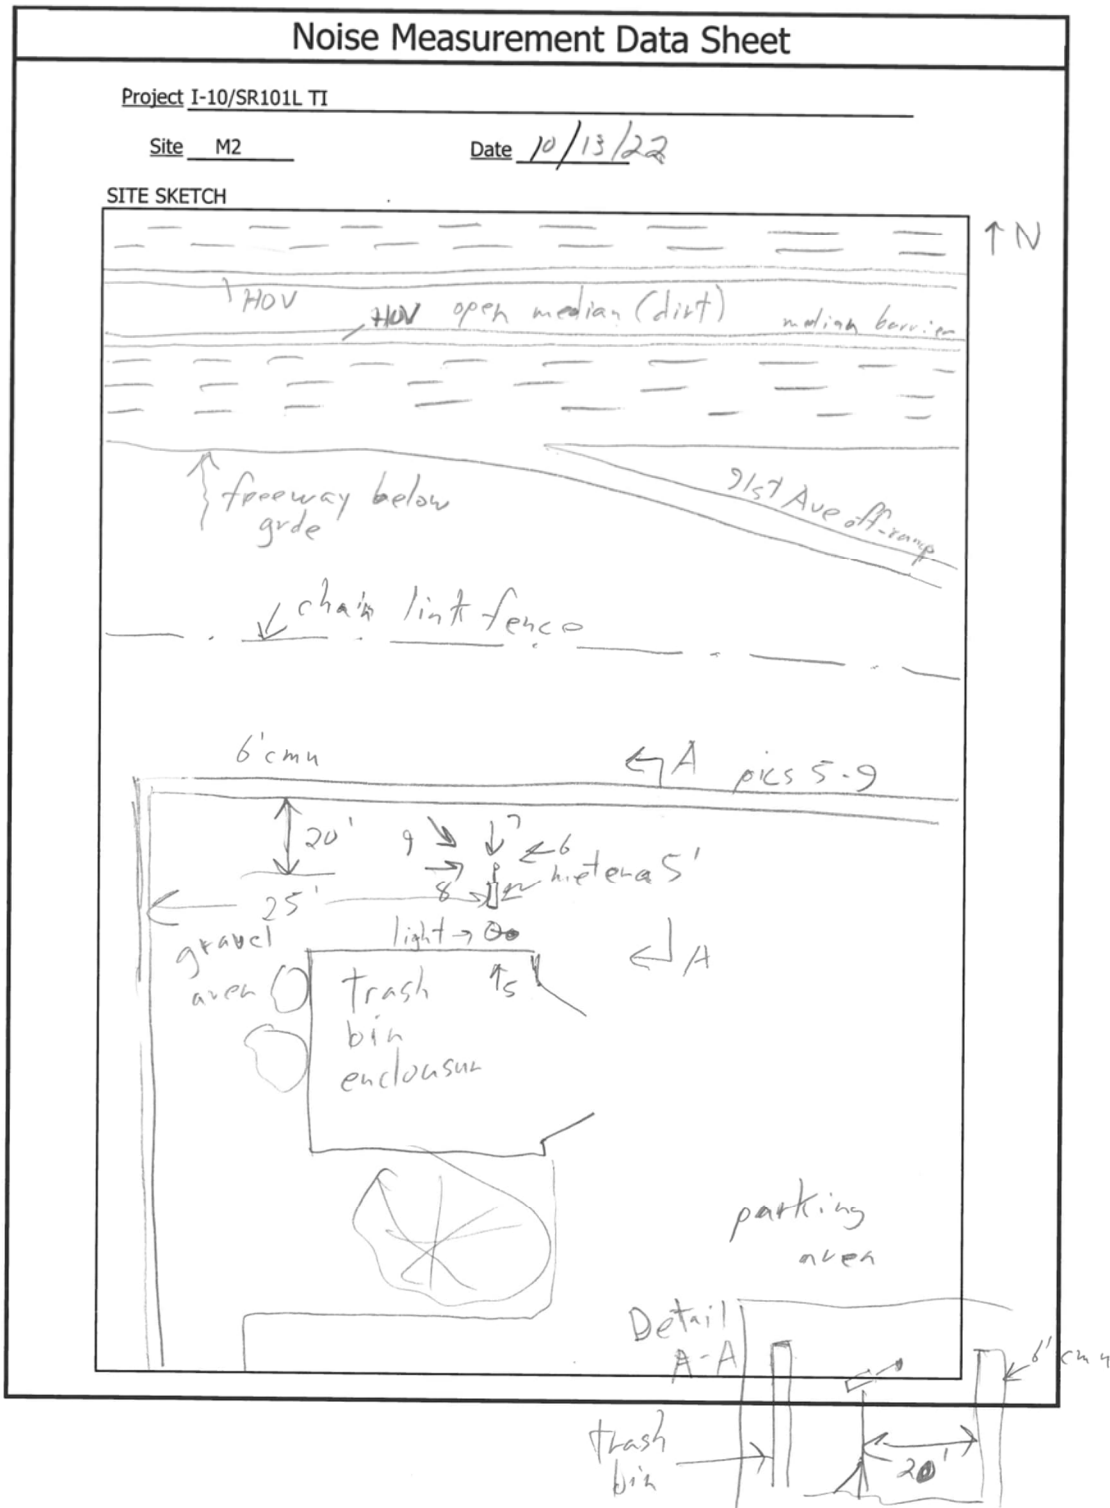 Noise Measurement Data Sheet
Project I-10/SR101L TI
Site M2 Date 10/13/22
SITE SKETCH
↑ N
HOV
HOV open median (dirt) median barrier
91st Ave off-ramp
freeway below
grde
chain link fence
6' cmu
A pics 5-9
20'
9 7
6
8 meter @ 5'
25'
light → A
gravel
area
trash 5
bin
enclousur
parking
area
Detail
A-A
6' cmu
trash
bin
20'